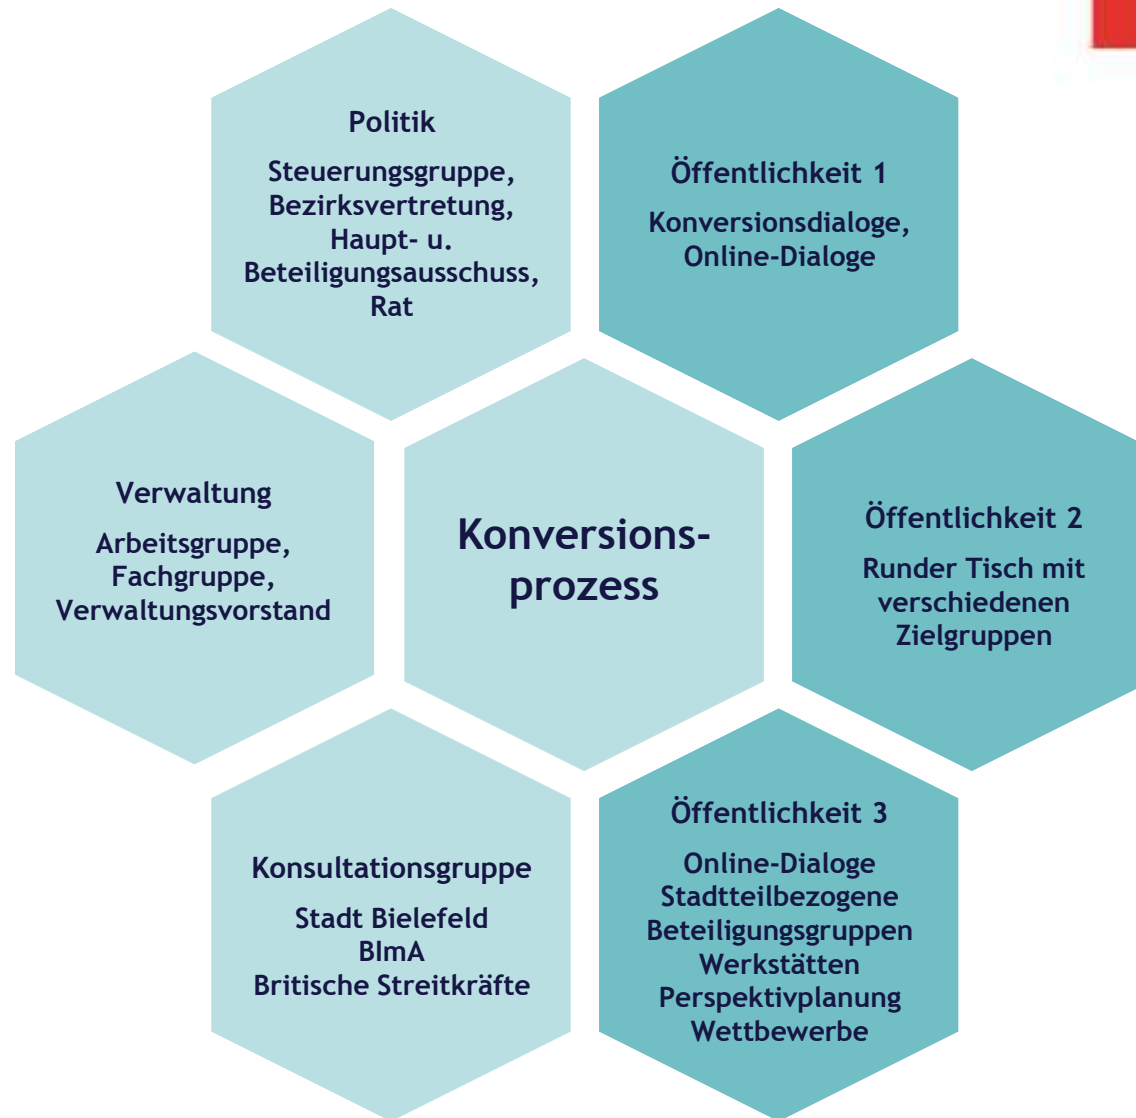 Politik
Steuerungsgruppe,
Bezirksvertretung,
Haupt- u.
Beteiligungsausschuss,
Rat
Öffentlichkeit 1
Konversionsdialoge,
Online-Dialoge
Verwaltung
Arbeitsgruppe,
Fachgruppe,
Verwaltungsvorstand
Konversions-
prozess
Öffentlichkeit 2
Runder Tisch mit
verschiedenen
Zielgruppen
Konsultationsgruppe
Stadt Bielefeld
BImA
Britische Streitkräfte
Öffentlichkeit 3
Online-Dialoge
Stadtteilbezogene
Beteiligungsgruppen
Werkstätten
Perspektivplanung
Wettbewerbe